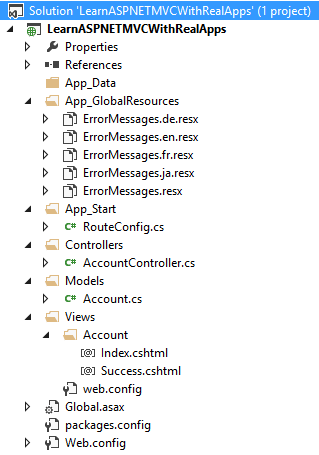 Solution 'LearnASPNETMVCWithRealApps' (1 project)
LearnASPNETMVCWithRealApps
Properties
References
App_Data
App_GlobalResources
ErrorMessages.de.resx
ErrorMessages.en.resx
ErrorMessages.fr.resx
ErrorMessages.ja.resx
ErrorMessages.resx
App_Start
C# RouteConfig.cs
Controllers
C# AccountController.cs
Models
C# Account.cs
Views
Account
[@] Index.cshtml
[@] Success.cshtml
web.config
Global.asax
packages.config
Web.config